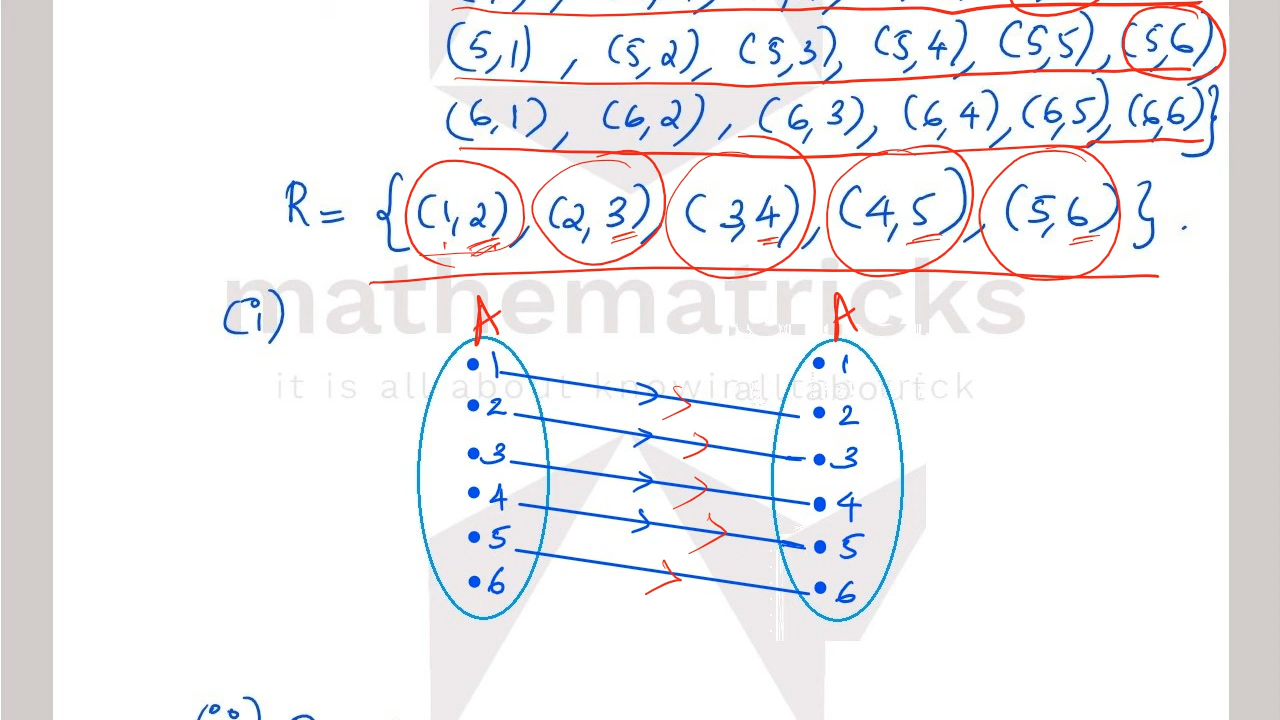 (5,1) , (5,2), (5,3), (5,4), (5,5), (5,6)
(6,1), (6,2), (6,3), (6,4), (6,5), (6,6)}
R = {(1,2), (2,3), (3,4), (4,5), (5,6)}.
mathematricks
(i) A A
1 1
it is all about knowing the trick
2 2
3 3
4 4
5 5
6 6
(ii)